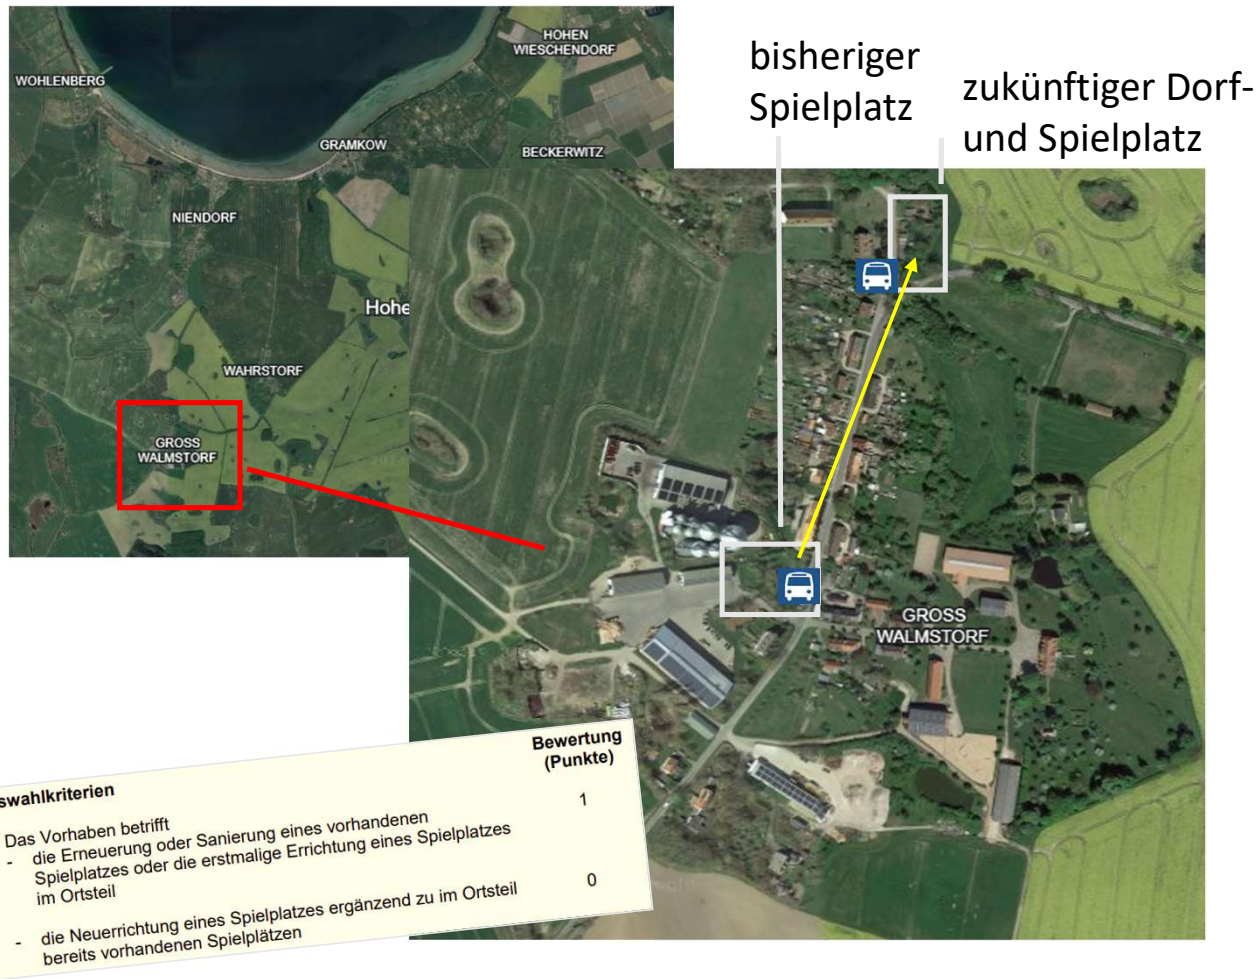 HOHEN
WIESCHENDORF
WOHLENBERG
GRAMKOW
BECKERWITZ
NIENDORF
Hohe
WAHRSTORF
GROSS
WALMSTORF
bisheriger
Spielplatz
zukünftiger Dorf-
und Spielplatz
GROSS
WALMSTORF
swahlkriterien
Bewertung
(Punkte)
Das Vorhaben betrifft
- die Erneuerung oder Sanierung eines vorhandenen
Spielplatzes oder die erstmalige Errichtung eines Spielplatzes
im Ortsteil
1
- die Neuerrichtung eines Spielplatzes ergänzend zu im Ortsteil
bereits vorhandenen Spielplätzen
0